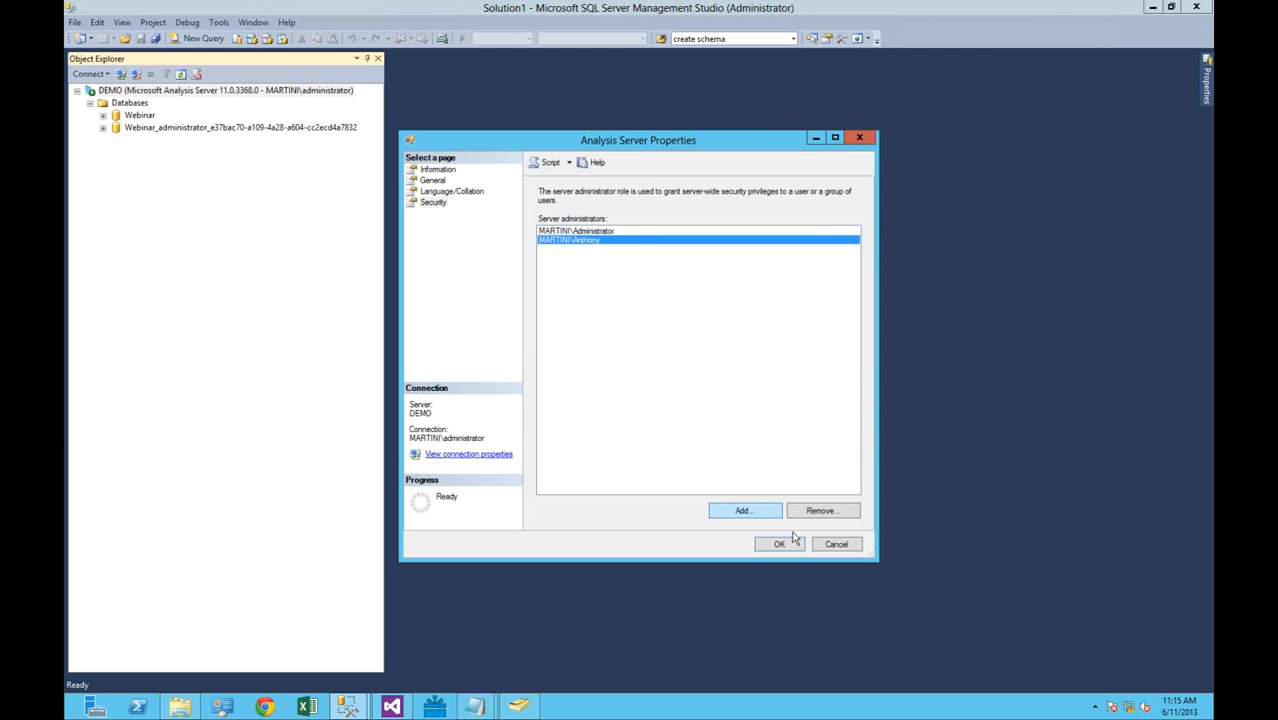 Solution1 - Microsoft SQL Server Management Studio (Administrator)
File Edit View Project Debug Tools Window Help
New Query
create schema
Object Explorer
Connect
DEMO (Microsoft Analysis Server 11.0.3368.0 - MARTINI\administrator)
Databases
Webinar
Webinar_administrator_e37bac70-a109-4a28-a604-cc2ecd4a7832
Properties
Analysis Server Properties
Select a page
Information
General
Language/Collation
Security
Script
Help
The server administrator role is used to grant server-wide security privileges to a user or a group of
users.
Server administrators:
MARTINI\Administrator
Connection
Server:
DEMO
Connection:
MARTINI\administrator
View connection properties
Progress
Ready
Add...
Remove...
OK
Cancel
Ready
11:15 AM
6/11/2013